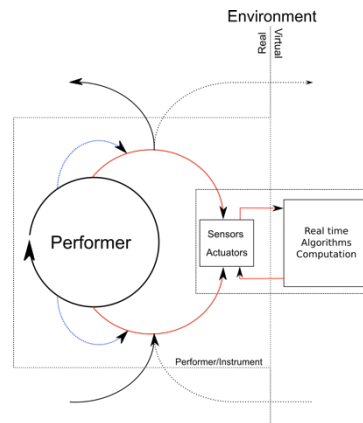 Environment
Real
Virtual
Performer
Sensors
Actuators
Real time
Algorithms
Computation
Performer/Instrument